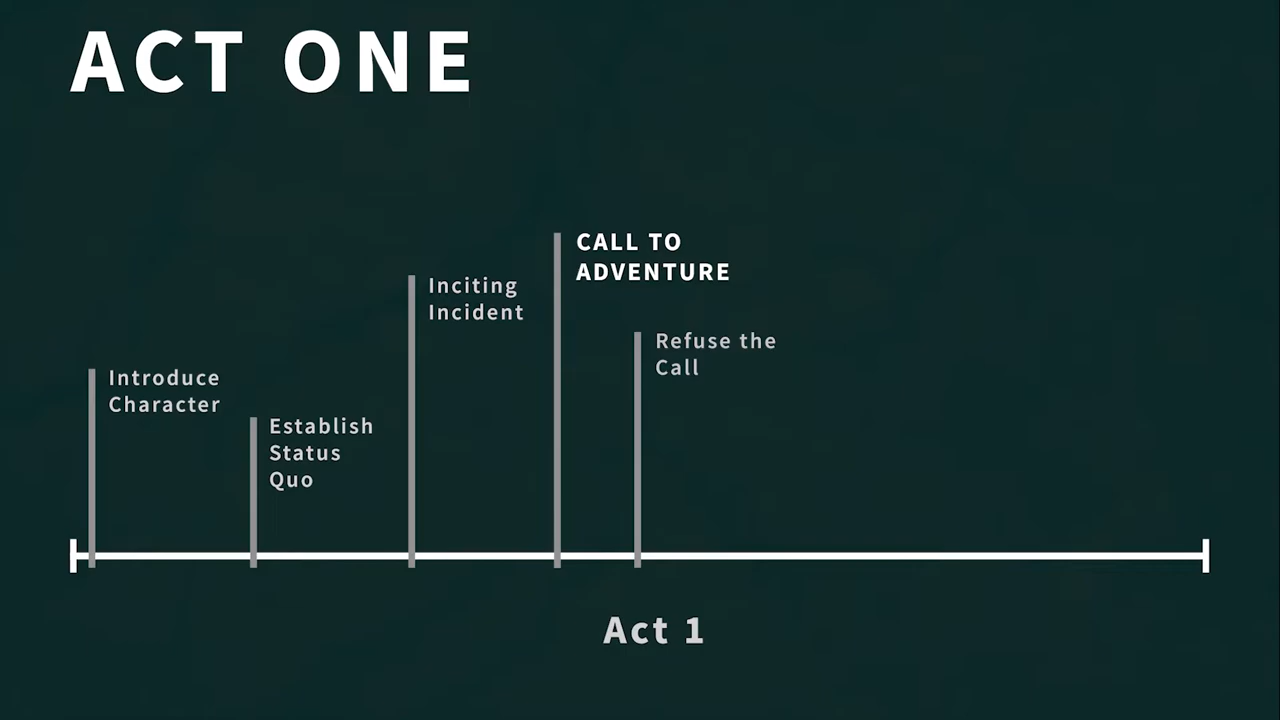 ACT ONE
Introduce
Character
Establish
Status
Quo
Inciting
Incident
CALL TO
ADVENTURE
Refuse the
Call
Act 1